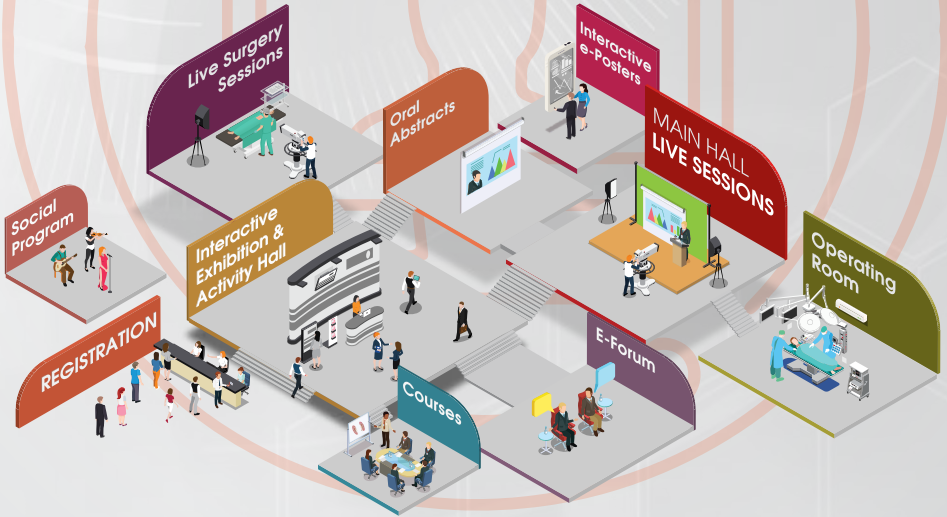 Live Surgery
Sessions
Interactive
e-Posters
Oral
Abstracts
MAIN HALL
LIVE SESSIONS
Social
Program
Interactive
Exhibition &
Activity Hall
Operating
Room
REGISTRATION
E-Forum
Courses